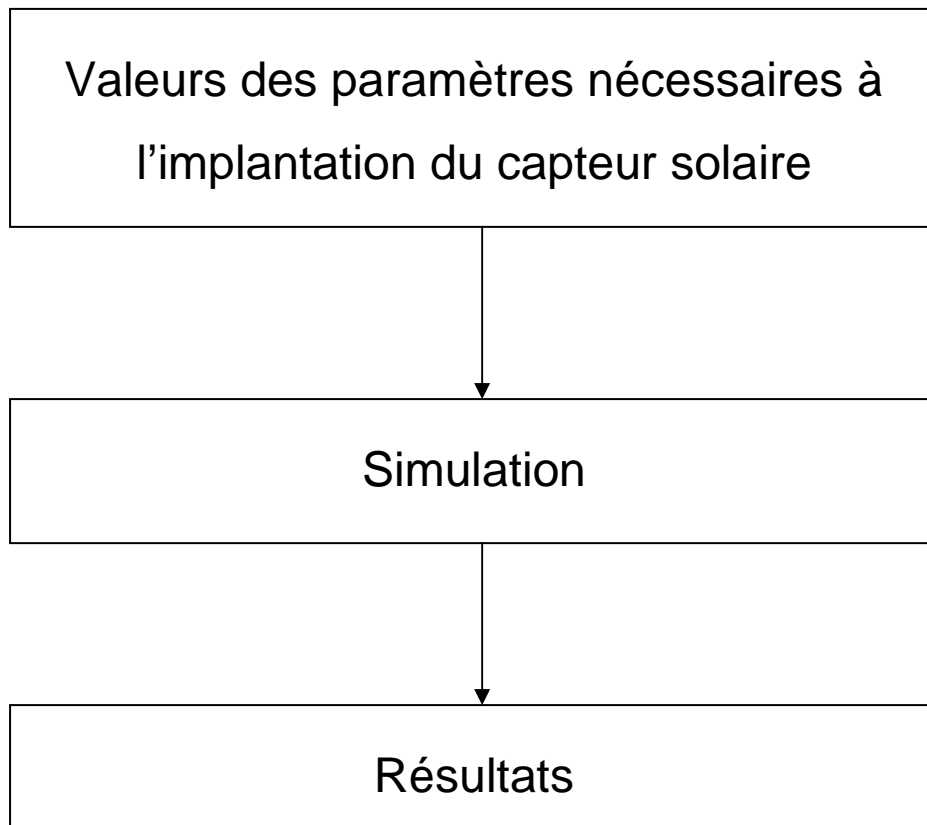 Valeurs des paramètres nécessaires à
l’implantation du capteur solaire
Simulation
Résultats